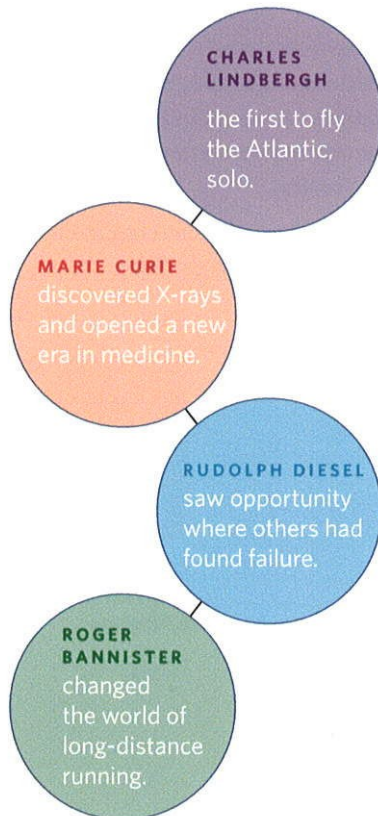 CHARLES
LINDBERGH
the first to fly
the Atlantic,
solo.
MARIE CURIE
discovered X-rays
and opened a new
era in medicine.
RUDOLPH DIESEL
saw opportunity
where others had
found failure.
ROGER
BANNISTER
changed
the world of
long-distance
running.